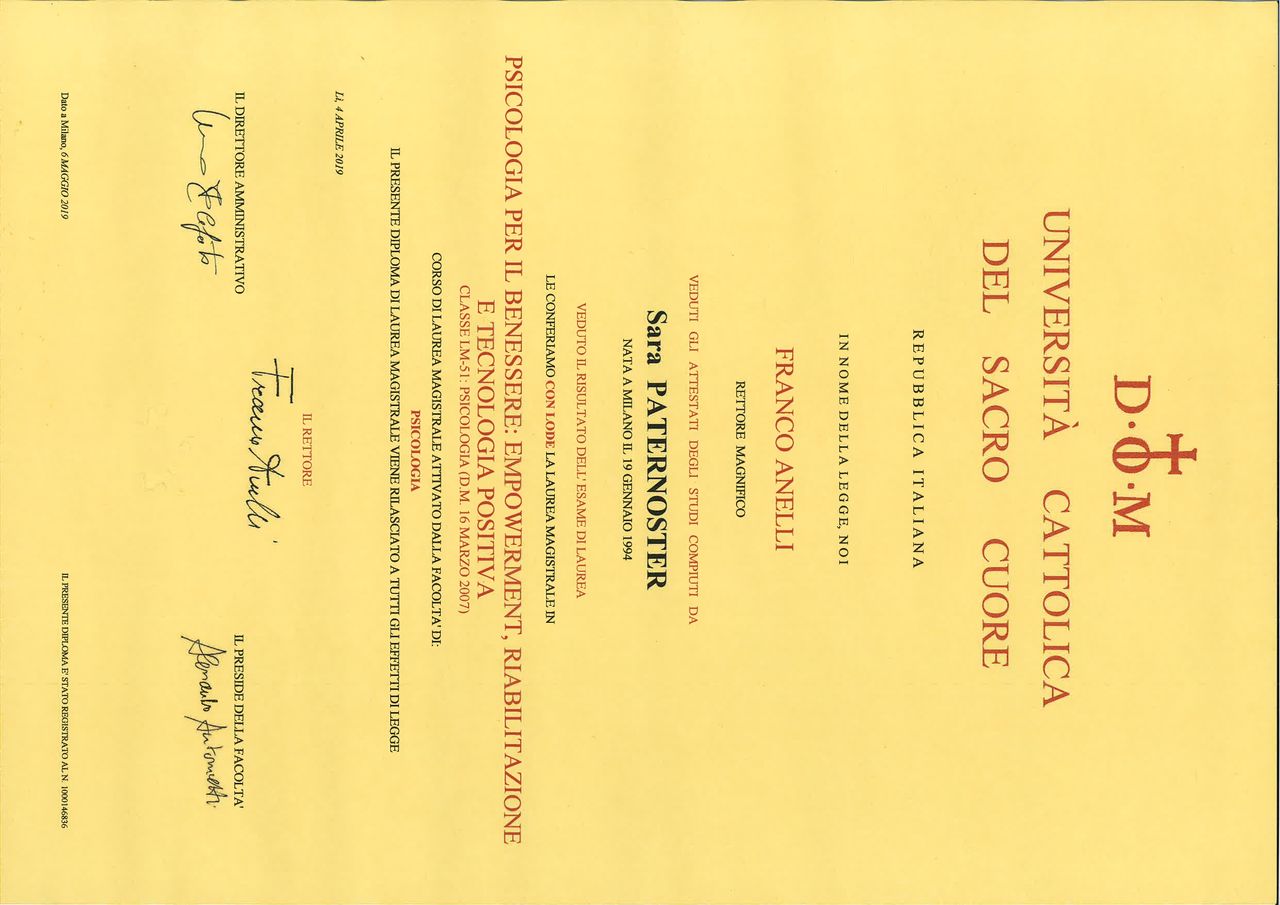 D·O·M
UNIVERSITÀ CATTOLICA
DEL SACRO CUORE
REPUBBLICA ITALIANA
IN NOME DELLA LEGGE, NOI
FRANCO ANELLI
RETTORE MAGNIFICO
VEDUTI GLI ATTESTATI DEGLI STUDI COMPIUTI DA
Sara PATERNOSTER
NATA A MILANO IL 19 GENNAIO 1994
VEDUTO IL RISULTATO DELL'ESAME DI LAUREA
LE CONFERIAMO CON LODE LA LAUREA MAGISTRALE IN
PSICOLOGIA PER IL BENESSERE: EMPOWERMENT, RIABILITAZIONE
E TECNOLOGIA POSITIVA
CLASSE LM-51: PSICOLOGIA (D.M. 16 MARZO 2007)
CORSO DI LAUREA MAGISTRALE ATTIVATO DALLA FACOLTA' DI:
PSICOLOGIA
IL PRESENTE DIPLOMA DI LAUREA MAGISTRALE VIENE RILASCIATO A TUTTI GLI EFFETTI DI LEGGE
Lì, 4 APRILE 2019
IL RETTORE
Franco Anelli
IL DIRETTORE AMMINISTRATIVO
IL PRESIDE DELLA FACOLTA'
Alessandro Antonietti
Dato a Milano, 6 MAGGIO 2019
IL PRESENTE DIPLOMA E' STATO REGISTRATO AL N. 1000146836